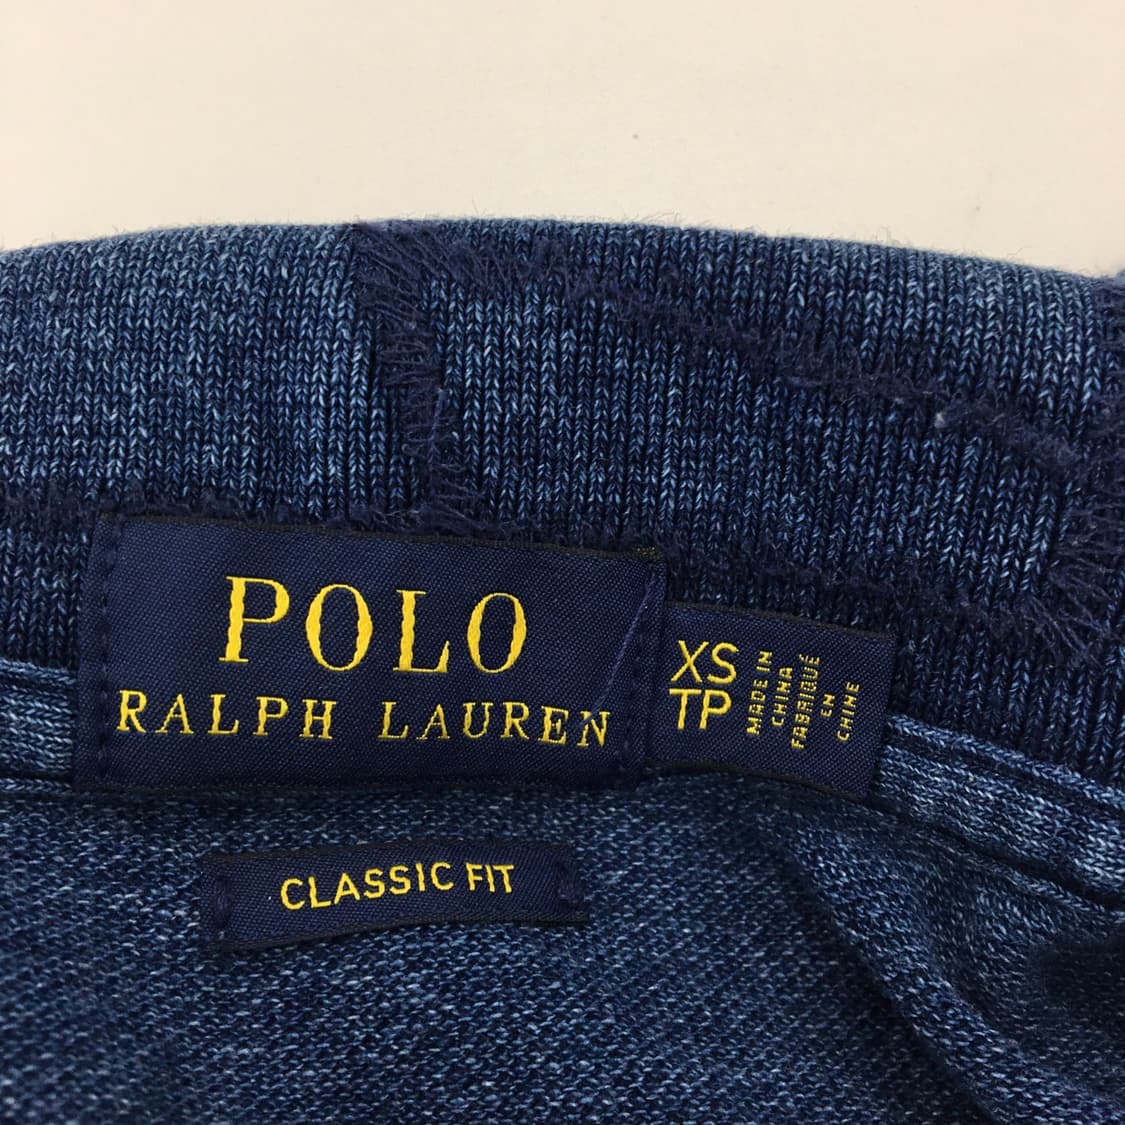 POLO
RALPH LAUREN
XS
TP
MADE IN
CHINA
FABRIQUÉ
EN
CHINE
CLASSIC FIT